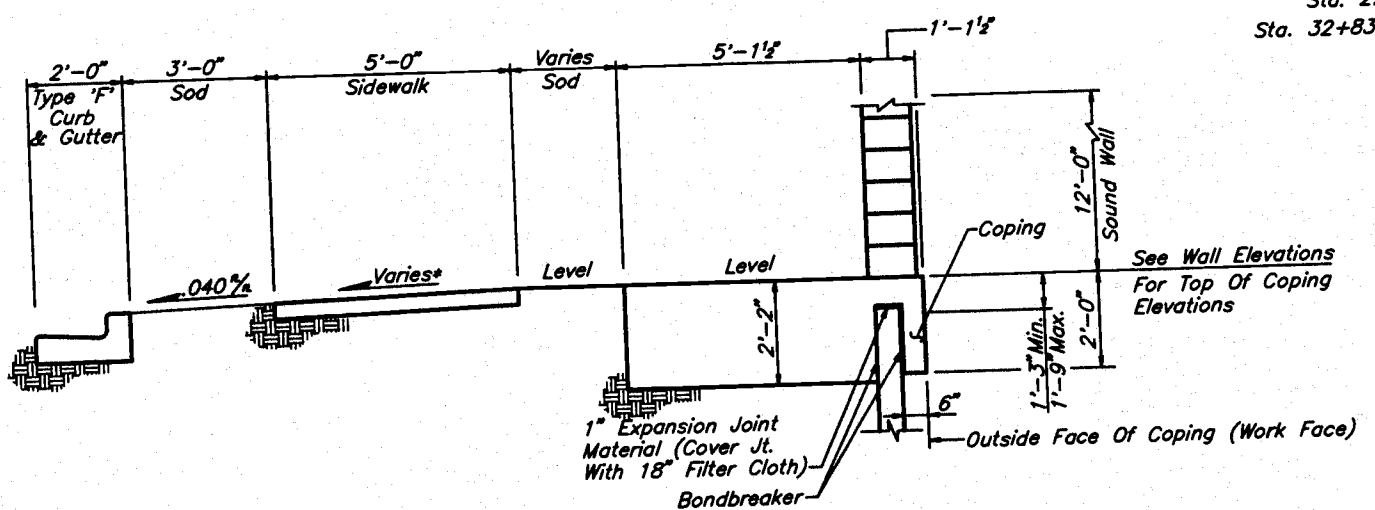 Sta. 32+83
1'-1½"
2'-0"
3'-0"
5'-0"
Varies
5'-1½"
Type 'F'
Curb
& Gutter
Sod
Sidewalk
Sod
12'-0"
Sound Wall
Coping
See Wall Elevations
For Top Of Coping
Elevations
.040
Varies*
Level
Level
2'-2"
1'-3" Min.
1'-9" Max.
2'-0"
6"
1" Expansion Joint
Material (Cover Jt.
With 18" Filter Cloth)
Outside Face Of Coping (Work Face)
Bondbreaker